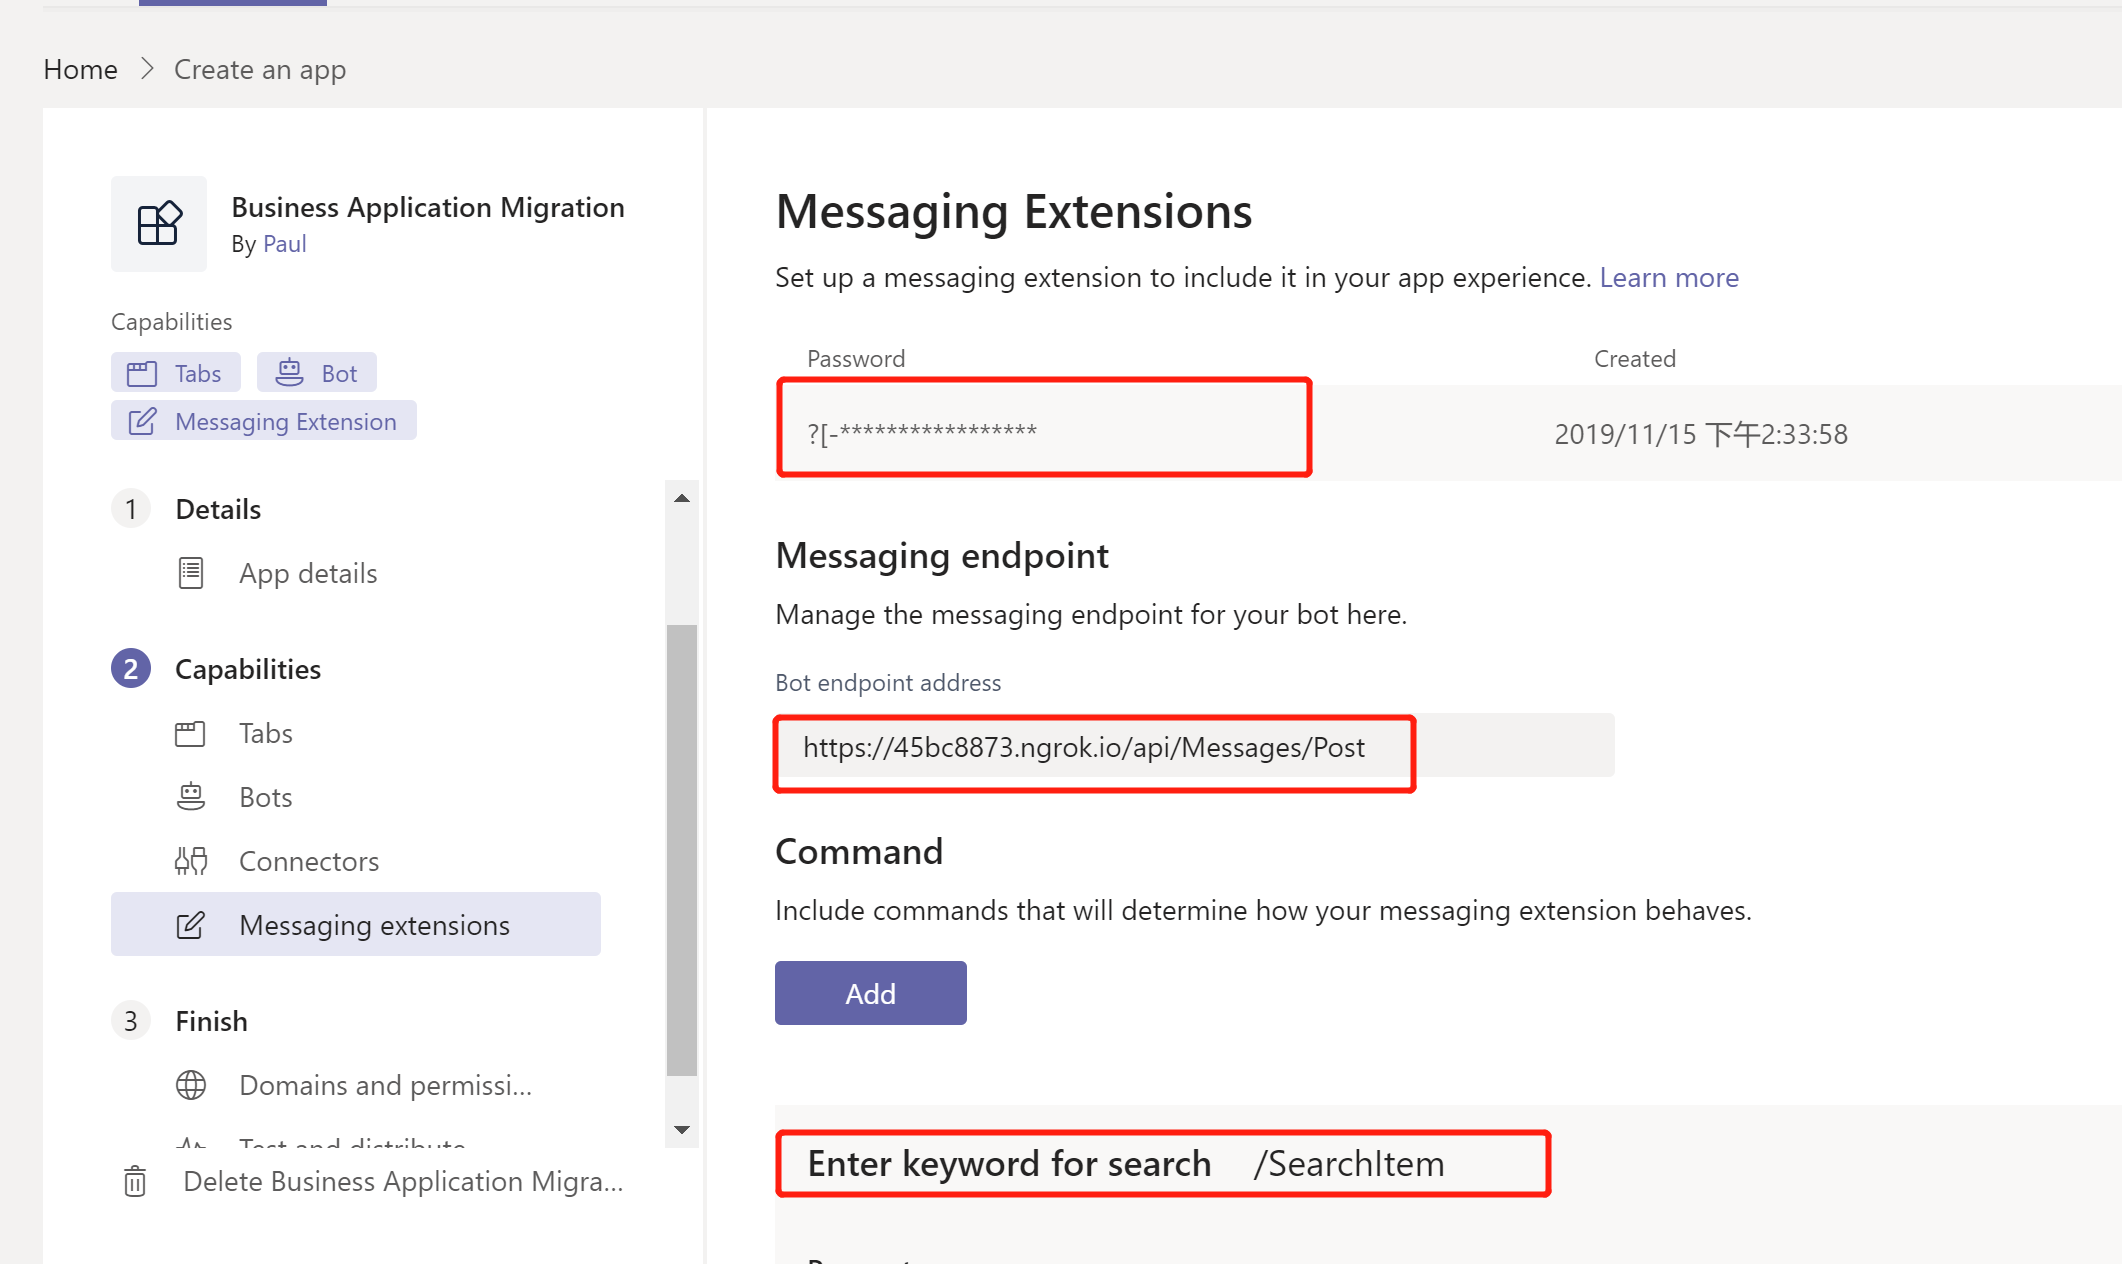 Home > Create an app
Business Application Migration
By Paul
Capabilities
Tabs
Bot
Messaging Extension
1 Details
App details
2 Capabilities
Tabs
Bots
Connectors
Messaging extensions
3 Finish
Domains and permissi...
Test and distribute
Delete Business Application Migra...
Messaging Extensions
Set up a messaging extension to include it in your app experience. Learn more
Password Created
?[-***************** 2019/11/15 下午2:33:58
Messaging endpoint
Manage the messaging endpoint for your bot here.
Bot endpoint address
https://45bc8873.ngrok.io/api/Messages/Post
Command
Include commands that will determine how your messaging extension behaves.
Add
Enter keyword for search /SearchItem